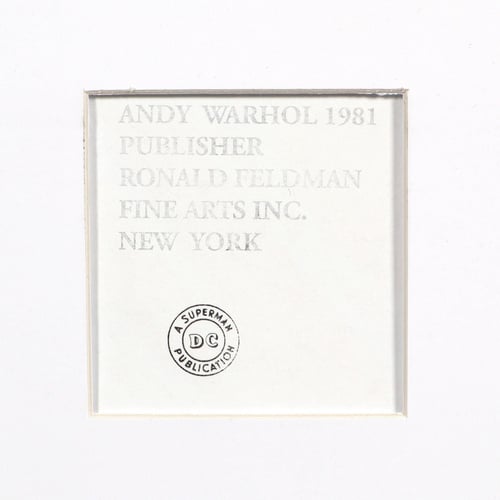 ANDY WARHOL 1981
PUBLISHER
RONALD FELDMAN
FINE ARTS INC.
NEW YORK
A SUPERMAN
DC
PUBLICATION